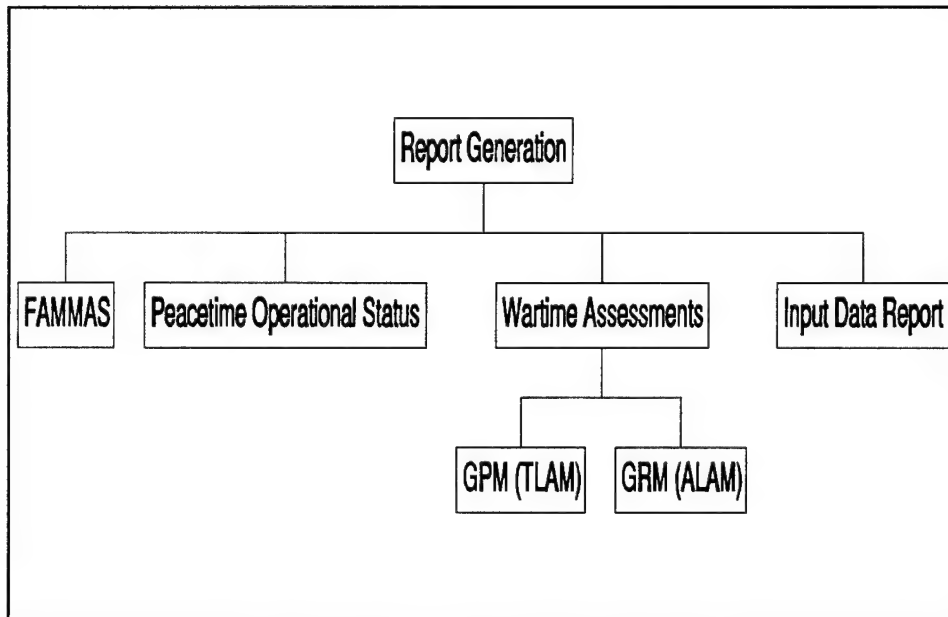 Report Generation
FAMMAS
Peacetime Operational Status
Wartime Assessments
Input Data Report
GPM (TLAM)
GRM (ALAM)